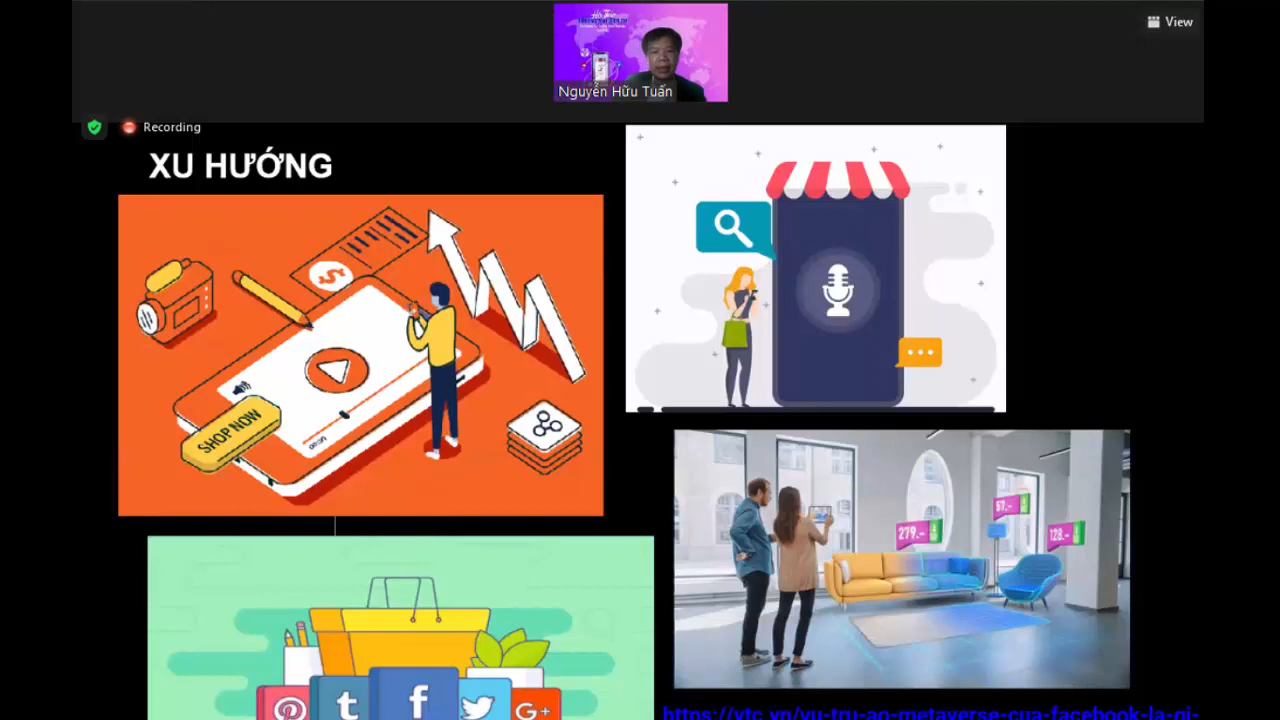 View
Nguyễn Hữu Tuấn
Recording
XU HƯỚNG
SHOP NOW
279.-
57.-
128.-
https://vtc.vn/vu-tru-ao-metaverse-cua-facebook-la-gi-